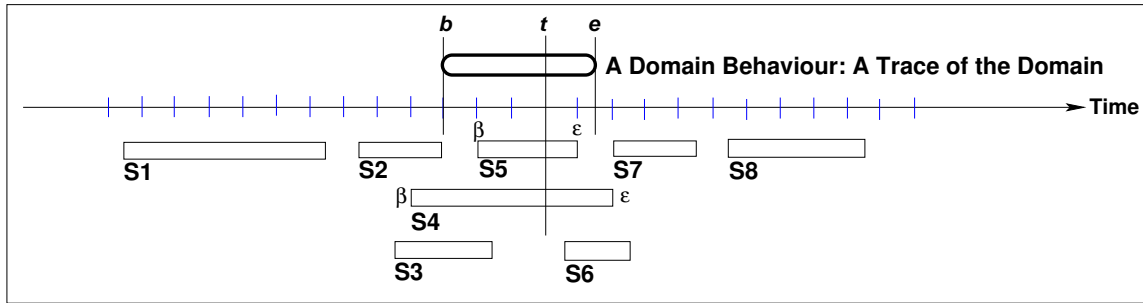 b t e
A Domain Behaviour: A Trace of the Domain
Time
β ε
S1 S2 S5 S7 S8
β ε
S4
S3 S6